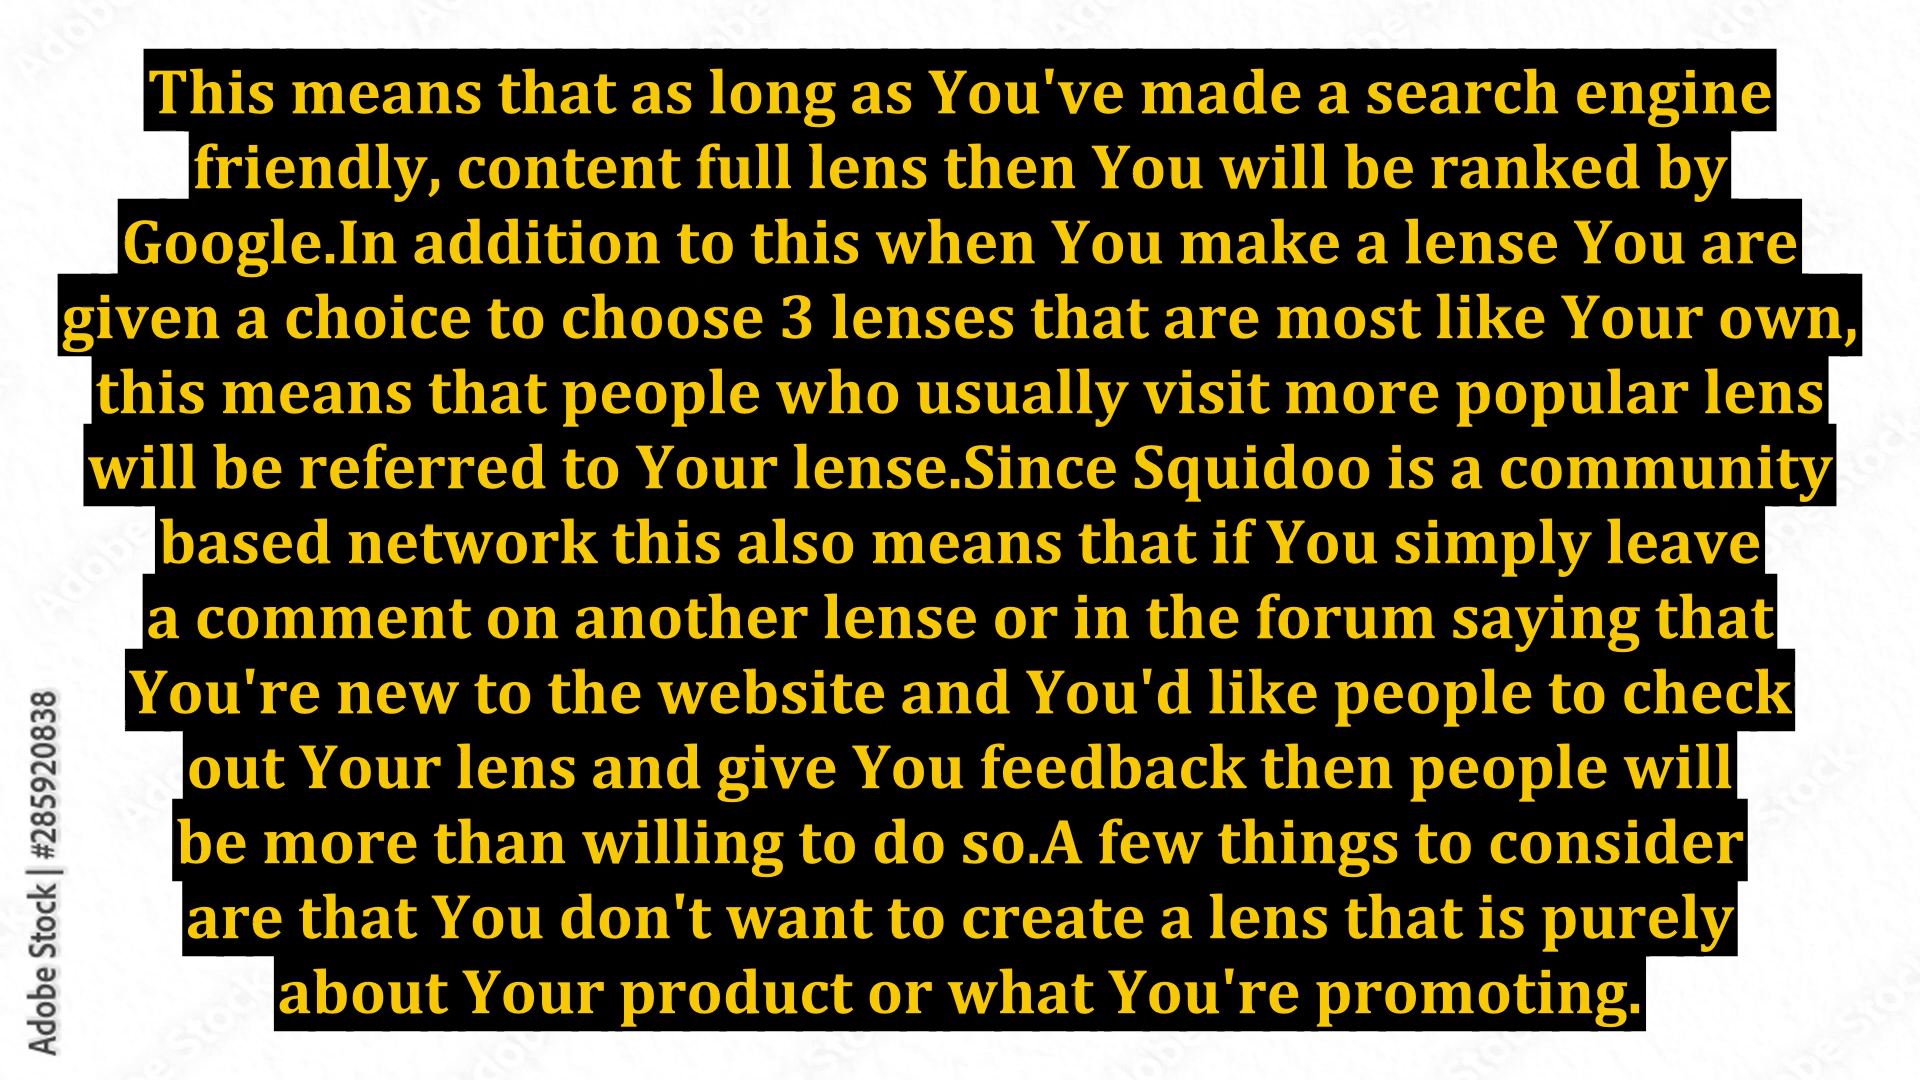 This means that as long as You've made a search engine
friendly, content full lens then You will be ranked by
Google.In addition to this when You make a lense You are
given a choice to choose 3 lenses that are most like Your own,
this means that people who usually visit more popular lens
will be referred to Your lense.Since Squidoo is a community
based network this also means that if You simply leave
a comment on another lense or in the forum saying that
You're new to the website and You'd like people to check
out Your lens and give You feedback then people will
be more than willing to do so.A few things to consider
are that You don't want to create a lens that is purely
about Your product or what You're promoting.
Adobe Stock | #285920838